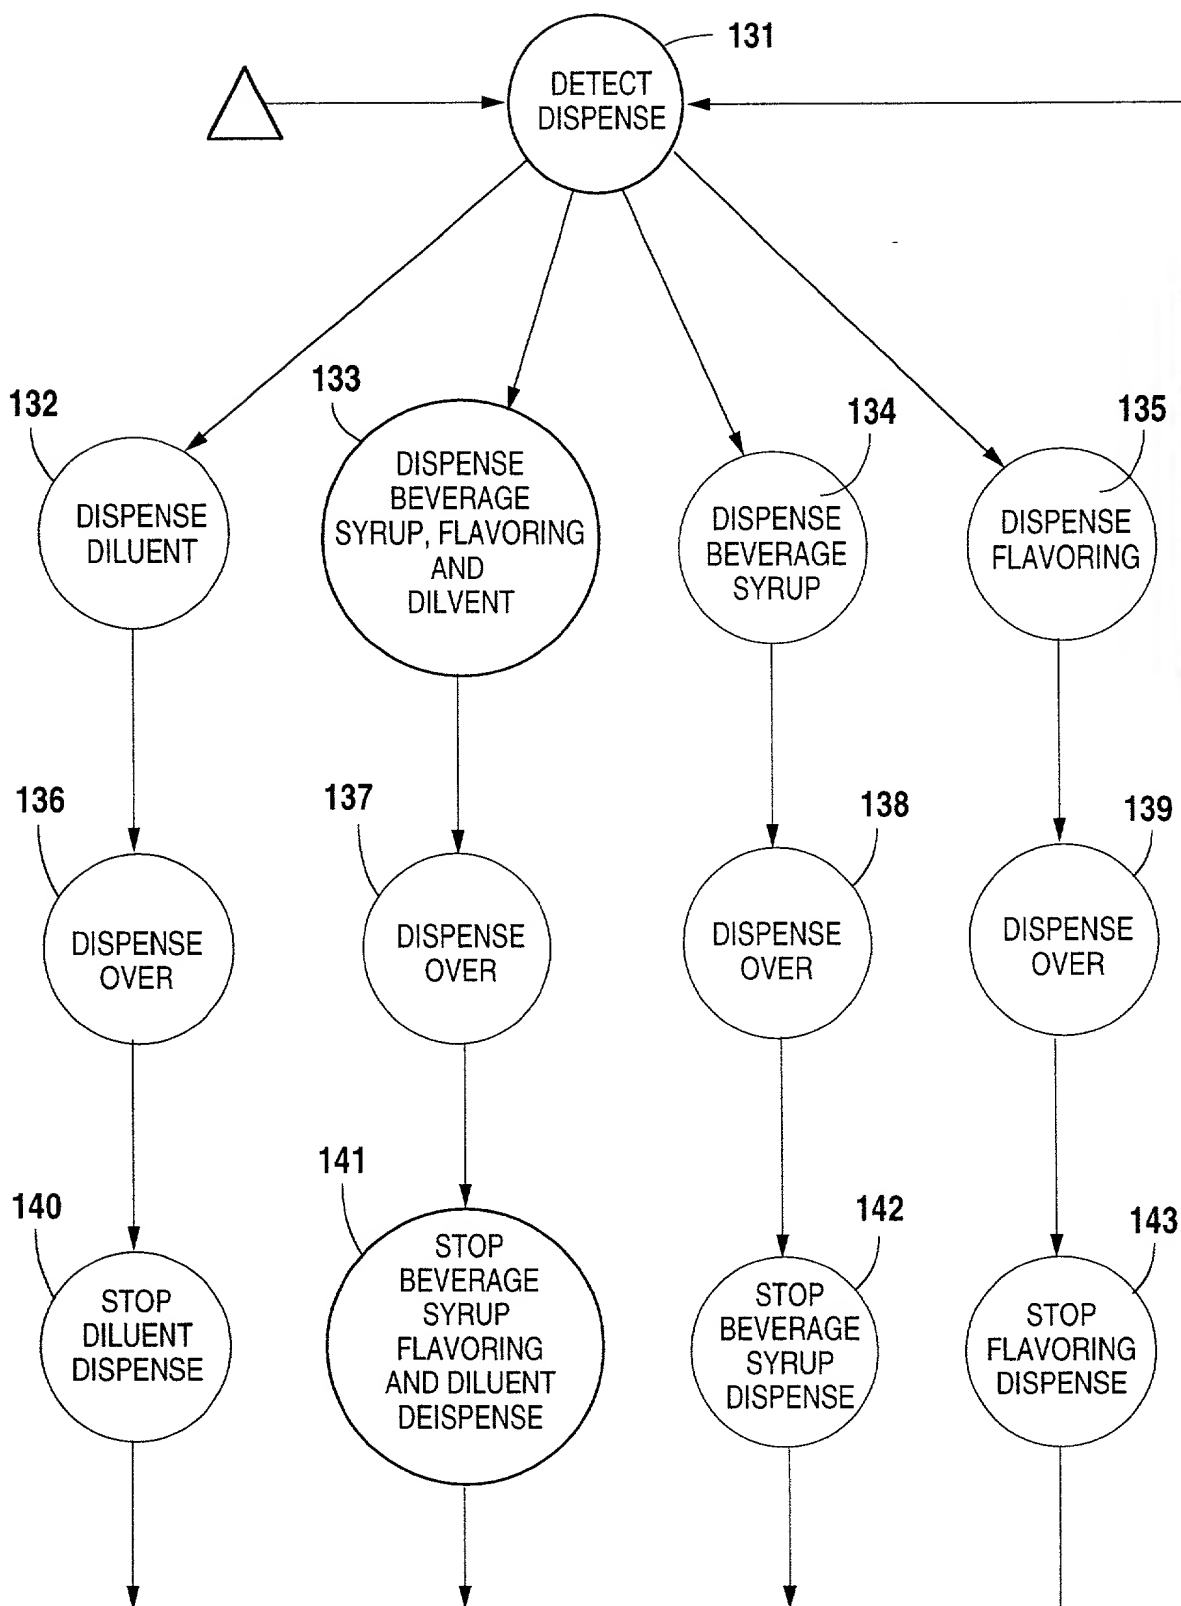 131
DETECT
DISPENSE
132
133
134
135
DISPENSE
DILUENT
DISPENSE
BEVERAGE
SYRUP, FLAVORING
AND
DILVENT
DISPENSE
BEVERAGE
SYRUP
DISPENSE
FLAVORING
136
137
138
139
DISPENSE
OVER
DISPENSE
OVER
DISPENSE
OVER
DISPENSE
OVER
140
141
142
143
STOP
DILUENT
DISPENSE
STOP
BEVERAGE
SYRUP
FLAVORING
AND DILUENT
DEISPENSE
STOP
BEVERAGE
SYRUP
DISPENSE
STOP
FLAVORING
DISPENSE